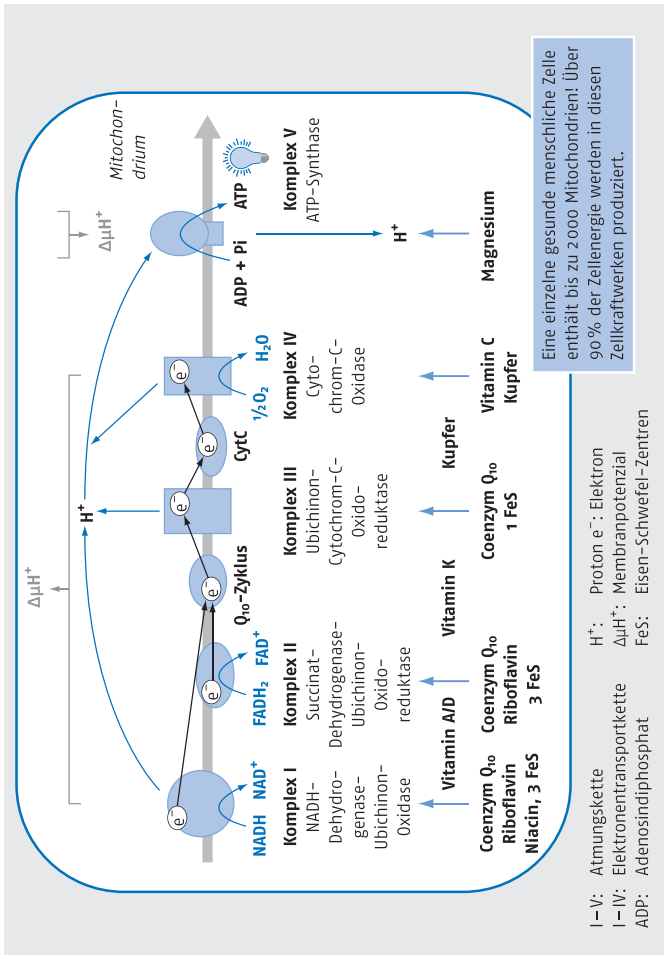 ΔμH⁺
ΔμH⁺
Mitochon-
drium
H⁺
e⁻
e⁻
e⁻
e⁻
e⁻
e⁻
NADH NAD⁺
FADH₂ FAD⁺
Q₁₀-Zyklus
CytC
½O₂ H₂O
ADP + Pi ATP
Komplex I
NADH-
Dehydro-
genase-
Ubichinon-
Oxidase
Komplex II
Succinat-
Dehydrogenase-
Ubichinon-
Oxido-
reduktase
Komplex III
Ubichinon-
Cytochrom-C-
Oxido-
reduktase
Komplex IV
Cyto-
chrom-C-
Oxidase
Komplex V
ATP-Synthase
H⁺
Vitamin A/D
Vitamin K
Kupfer
Coenzym Q₁₀
Riboflavin
Niacin, 3 FeS
Coenzym Q₁₀
Riboflavin
3 FeS
Coenzym Q₁₀
1 FeS
Vitamin C
Kupfer
Magnesium
Eine einzelne gesunde menschliche Zelle
enthält bis zu 2000 Mitochondrien! Über
90% der Zellenergie werden in diesen
Zellkraftwerken produziert.
I–V: Atmungskette
I–IV: Elektronentransportkette
ADP: Adenosindiphosphat
H⁺: Proton e⁻: Elektron
ΔμH⁺: Membranpotenzial
FeS: Eisen-Schwefel-Zentren